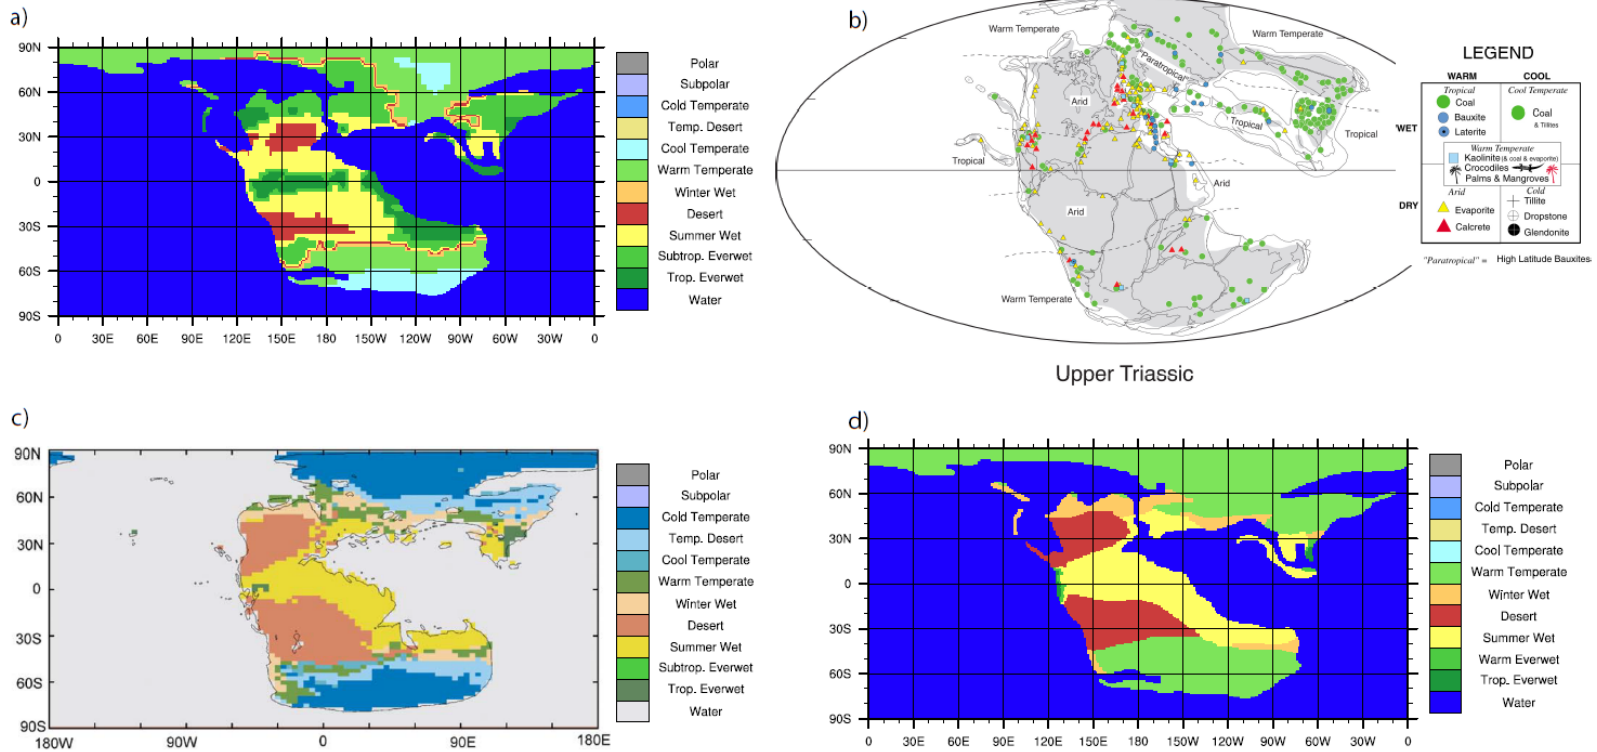 a)
90N
60N
30N
0
30S
60S
90S
0 30E 60E 90E 120E 150E 180 150W 120W 90W 60W 30W 0
Polar
Subpolar
Cold Temperate
Temp. Desert
Cool Temperate
Warm Temperate
Winter Wet
Desert
Summer Wet
Subtrop. Everwet
Trop. Everwet
Water
b)
Warm Temperate
Warm Temperate
"Paratropical"
Arid
Tropical
Tropical
Tropical
Arid
Arid
Warm Temperate
Upper Triassic
LEGEND
WARM COOL
Tropical Cool Temperate
Coal
Bauxite
Laterite
Coal
& Tillites
WET
Warm Temperate
Kaolinite (& coal & evaporite)
Crocodiles
Palms & Mangroves
Arid Cold
DRY
Evaporite
Calcrete
Tillite
Dropstone
Glendonite
"Paratropical" = High Latitude Bauxites
c)
90N
60N
30N
0
30S
60S
90S
180W 90W 0 90E 180E
Polar
Subpolar
Cold Temperate
Temp. Desert
Cool Temperate
Warm Temperate
Winter Wet
Desert
Summer Wet
Subtrop. Everwet
Trop. Everwet
Water
d)
90N
60N
30N
0
30S
60S
90S
0 30E 60E 90E 120E 150E 180 150W 120W 90W 60W 30W 0
Polar
Subpolar
Cold Temperate
Temp. Desert
Cool Temperate
Warm Temperate
Winter Wet
Desert
Summer Wet
Warm Everwet
Trop. Everwet
Water